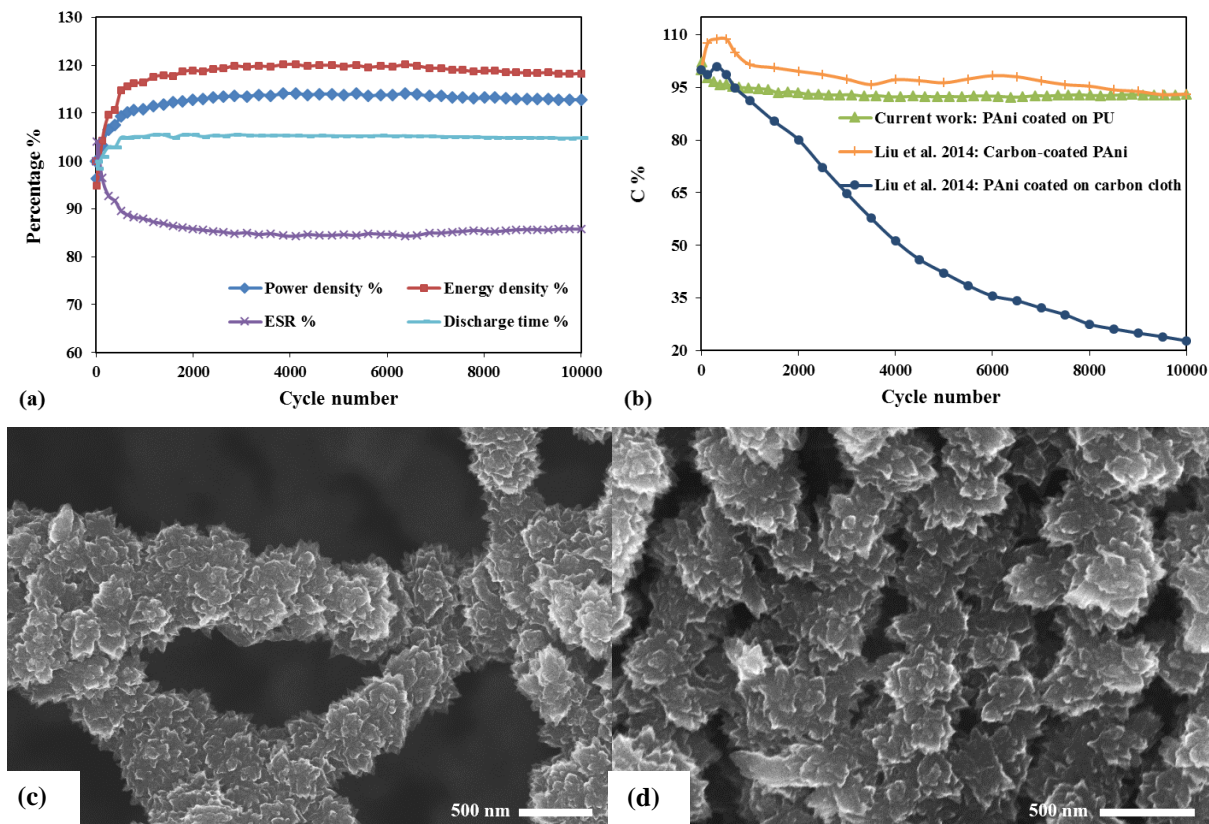 130
120
110
100
90
80
70
60
Percentage %
Power density %
Energy density %
ESR %
Discharge time %
0
2000
4000
6000
8000
10000
Cycle number
(a)
110
95
80
65
50
35
20
C %
Current work: PAni coated on PU
Liu et al. 2014: Carbon-coated PAni
Liu et al. 2014: PAni coated on carbon cloth
0
2000
4000
6000
8000
10000
Cycle number
(b)
(c)
500 nm
(d)
500 nm